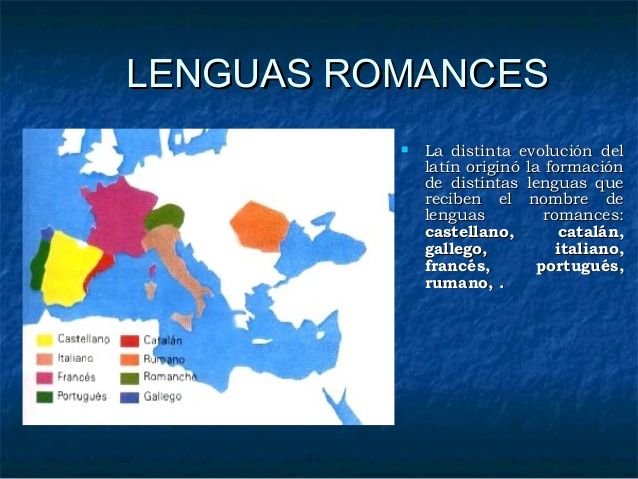 LENGUAS ROMANCES
La distinta evolución del
latín originó la formación
de distintas lenguas que
reciben el nombre de
lenguas romances:
castellano, catalán,
gallego, italiano,
francés, portugués,
rumano, .
Castellano Catalán
Italiano Rumano
Francés Romanche
Portugués Gallego